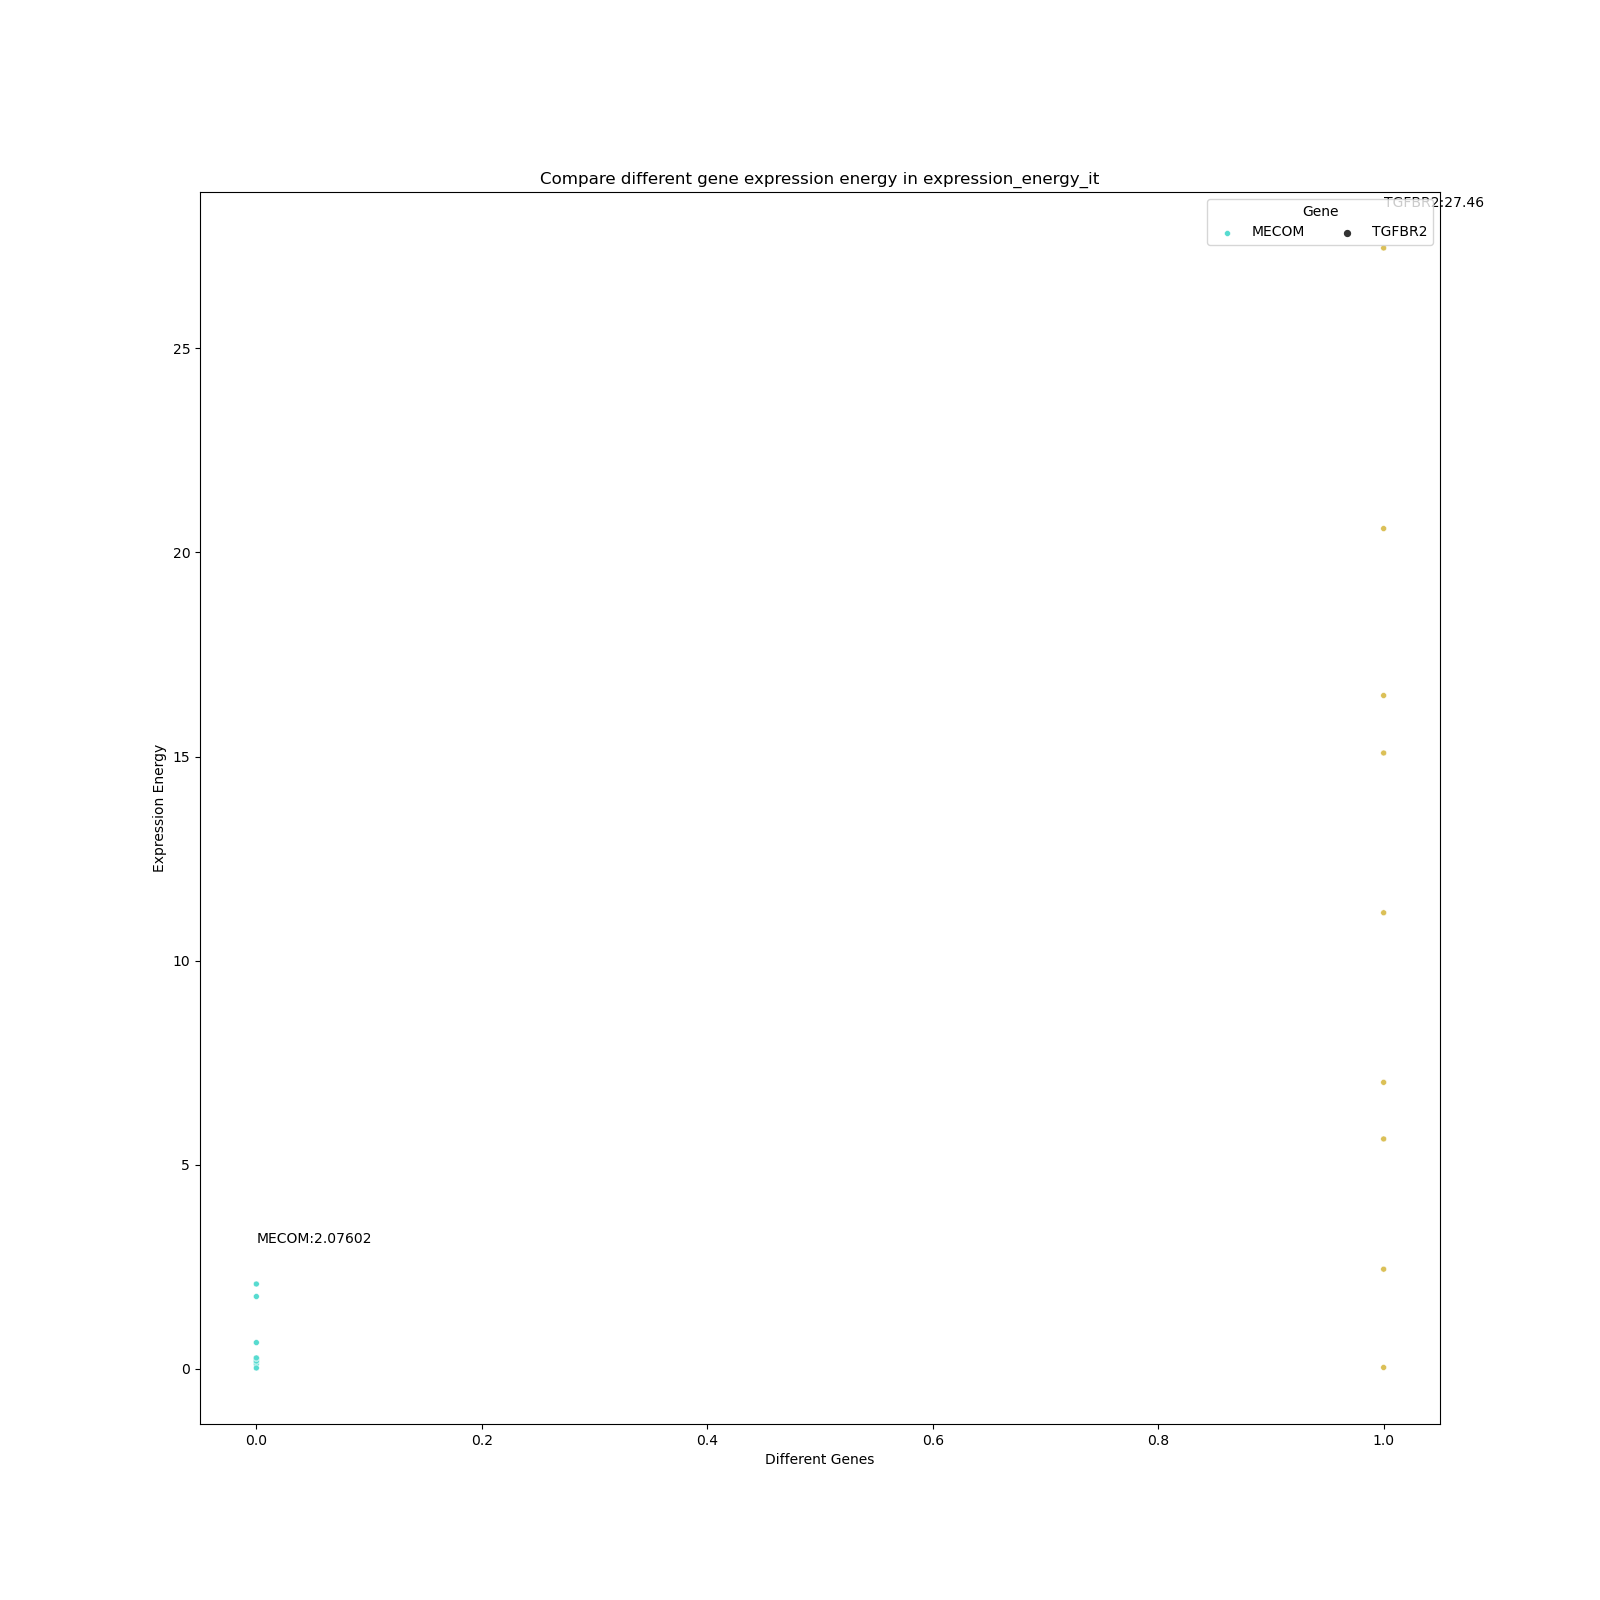 Compare different gene expression energy in expression_energy_it
TGFBR2:27.46
Gene
MECOM
TGFBR2
25
20
15
10
5
0
Expression Energy
MECOM:2.07602
0.0 0.2 0.4 0.6 0.8 1.0
Different Genes